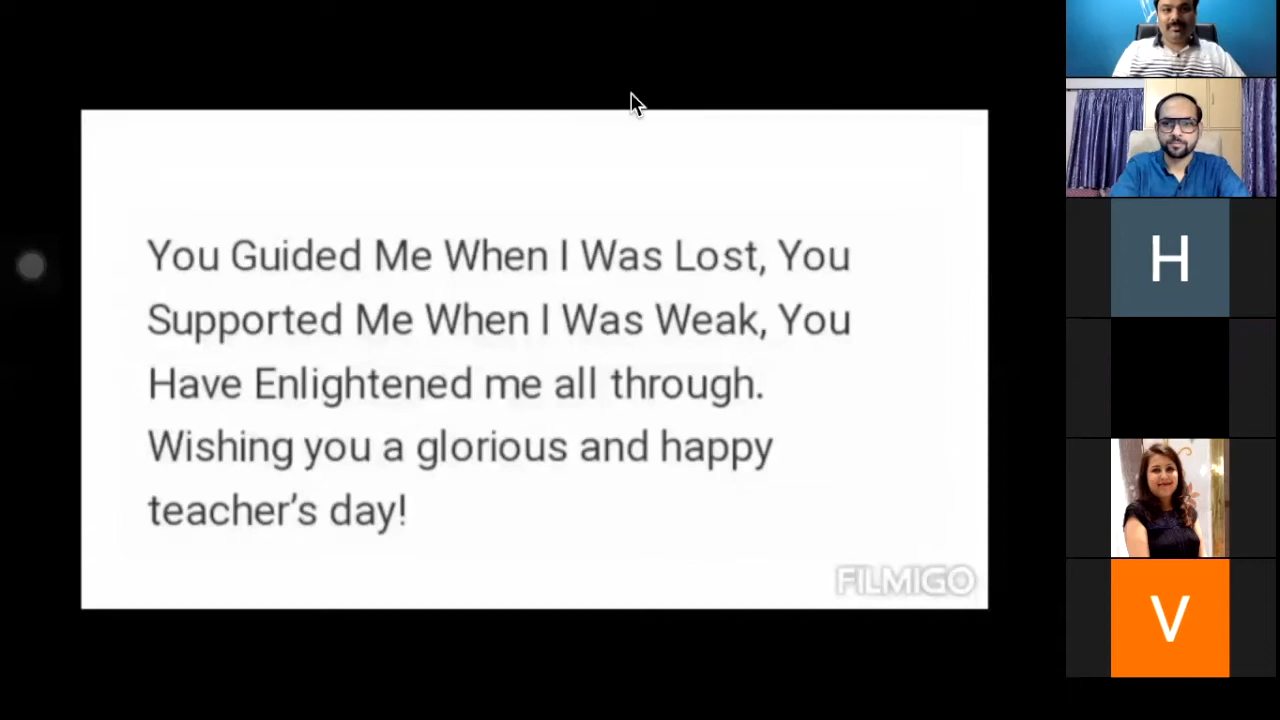 You Guided Me When I Was Lost, You
Supported Me When I Was Weak, You
Have Enlightened me all through.
Wishing you a glorious and happy
teacher’s day!
FILMIGO
H
V